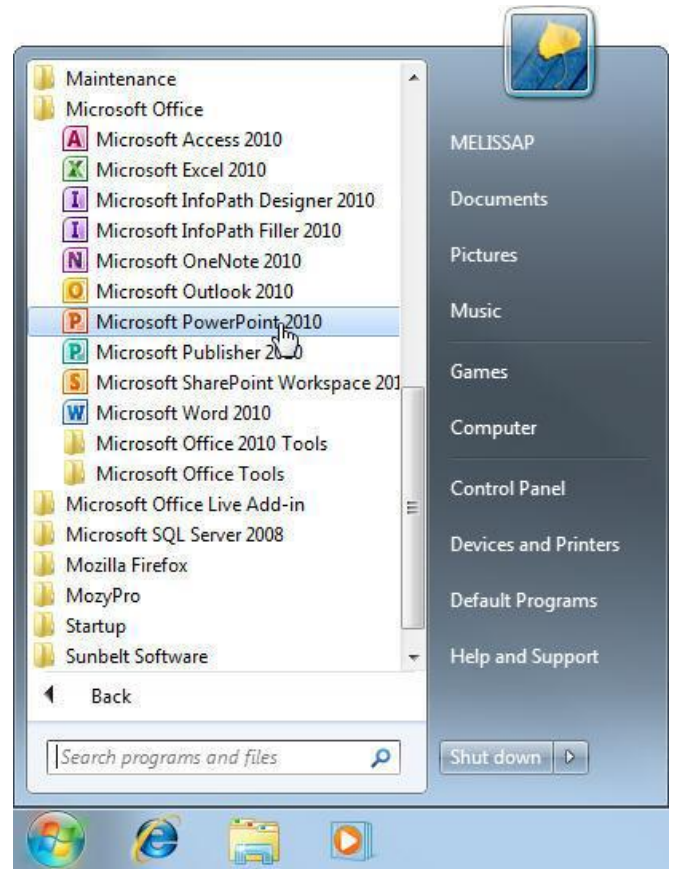 Maintenance
Microsoft Office
Microsoft Access 2010
Microsoft Excel 2010
Microsoft InfoPath Designer 2010
Microsoft InfoPath Filler 2010
Microsoft OneNote 2010
Microsoft Outlook 2010
Microsoft PowerPoint 2010
Microsoft Publisher 2010
Microsoft SharePoint Workspace 201
Microsoft Word 2010
Microsoft Office 2010 Tools
Microsoft Office Tools
Microsoft Office Live Add-in
Microsoft SQL Server 2008
Mozilla Firefox
MozyPro
Startup
Sunbelt Software
Back
Search programs and files
MELISSAP
Documents
Pictures
Music
Games
Computer
Control Panel
Devices and Printers
Default Programs
Help and Support
Shut down